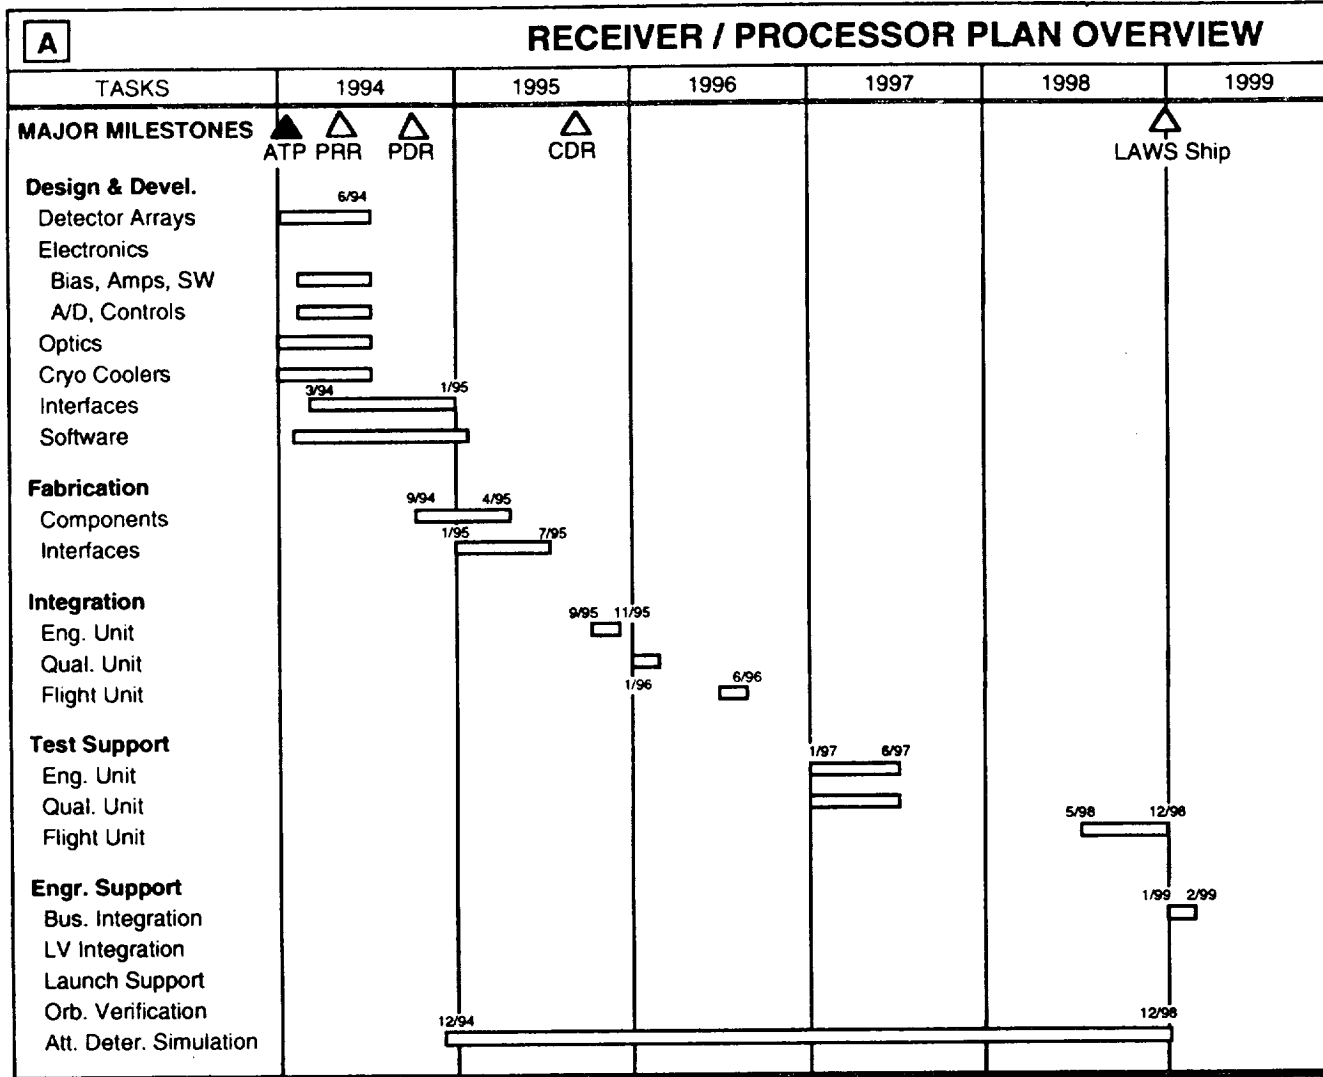 A
RECEIVER / PROCESSOR PLAN OVERVIEW
TASKS 1994 1995 1996 1997 1998 1999
MAJOR MILESTONES
ATP PRR PDR CDR LAWS Ship
Design & Devel.
6/94
Detector Arrays
Electronics
Bias, Amps, SW
A/D, Controls
Optics
Cryo Coolers
3/94 1/95
Interfaces
Software
Fabrication
9/94 4/95
Components
1/95 7/95
Interfaces
Integration
9/95 11/95
Eng. Unit
Qual. Unit
1/96 6/96
Flight Unit
Test Support
1/97 6/97
Eng. Unit
Qual. Unit
5/98 12/98
Flight Unit
Engr. Support
1/99 2/99
Bus. Integration
LV Integration
Launch Support
Orb. Verification
12/94 12/98
Att. Deter. Simulation